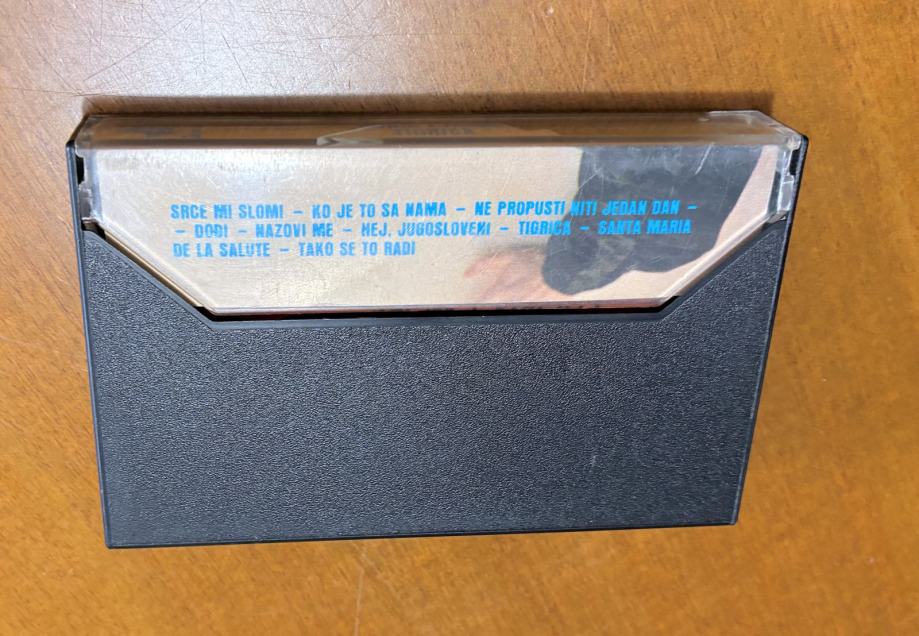 SRCE MI SLOMI – KO JE TO SA NAMA – NE PROPUSTI NITI JEDAN DAN –
– DOĐI – NAZOVI ME – HEJ, JUGOSLOVENI – TIGRICA – SANTA MARIA
DE LA SALUTE – TAKO SE TO RADI